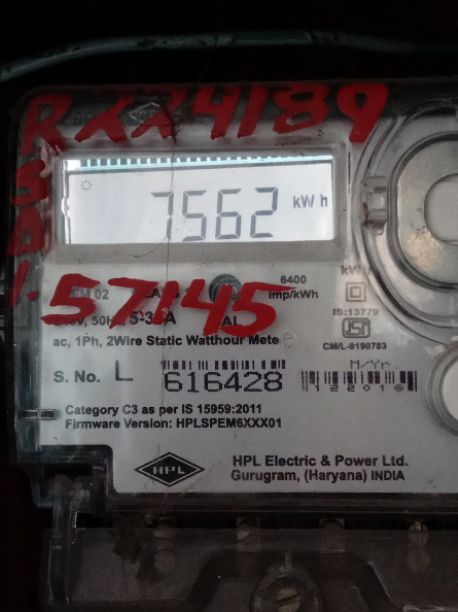 RXX4189
7562 kWh
57145
6400
imp/kWh
IS:13779
5-3 A
ac, 1Ph, 2Wire Static Watthour Mete
CM/L-9190783
M/Yr.
S. No. L 616428
Category C3 as per IS 15959:2011
Firmware Version: HPLSPEM6XXX01
HPL
HPL Electric & Power Ltd.
Gurugram, (Haryana) INDIA